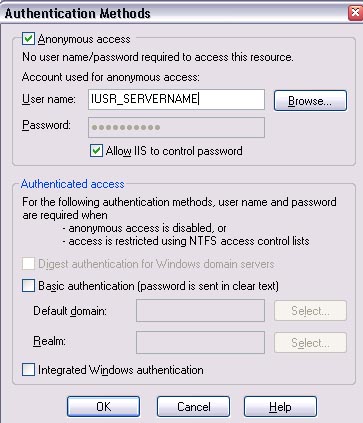 Authentication Methods
Anonymous access
No user name/password required to access this resource.
Account used for anonymous access:
User name: IUSR_SERVERNAME Browse...
Password: ●●●●●●●●●●
Allow IIS to control password
Authenticated access
For the following authentication methods, user name and password
are required when
- anonymous access is disabled, or
- access is restricted using NTFS access control lists
Digest authentication for Windows domain servers
Basic authentication (password is sent in clear text)
Default domain: Select...
Realm: Select...
Integrated Windows authentication
OK Cancel Help